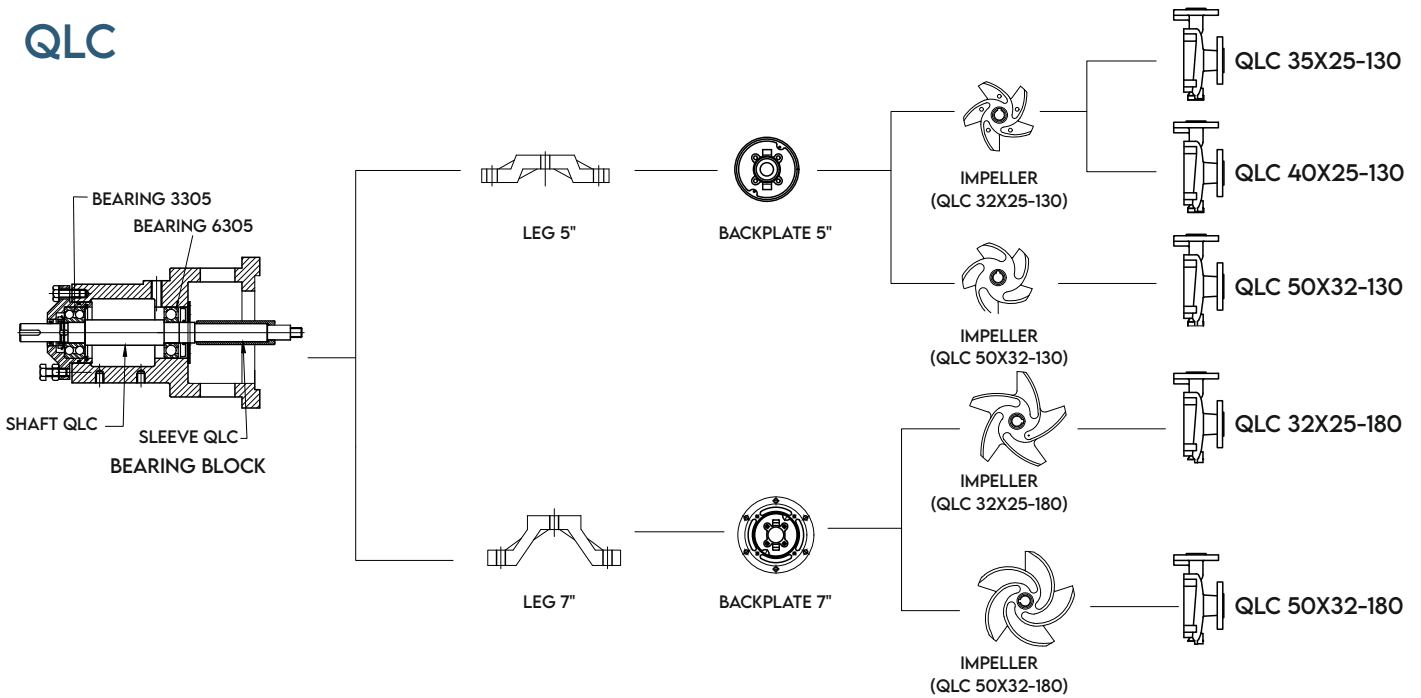 QLC
BEARING 3305
BEARING 6305
SHAFT QLC
SLEEVE QLC
BEARING BLOCK
LEG 5"
BACKPLATE 5"
IMPELLER
(QLC 32X25-130)
QLC 35X25-130
QLC 40X25-130
IMPELLER
(QLC 50X32-130)
QLC 50X32-130
LEG 7"
BACKPLATE 7"
IMPELLER
(QLC 32X25-180)
QLC 32X25-180
IMPELLER
(QLC 50X32-180)
QLC 50X32-180